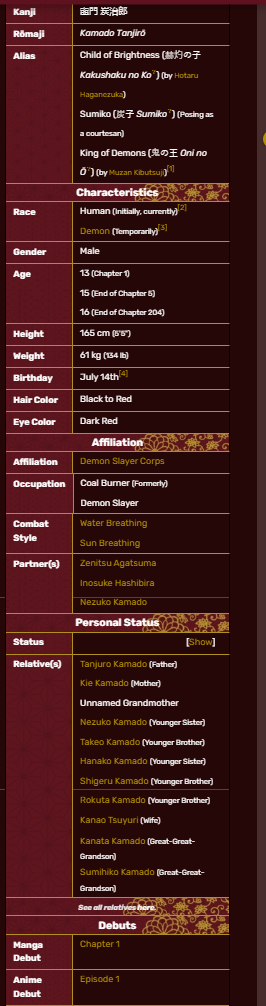 Kanji 竈門 炭治郎
Rōmaji Kamado Tanjirō
Alias Child of Brightness (赫灼の子
Kakushaku no Ko?) (by Hotaru
Haganezuka)
Sumiko (炭子 Sumiko?) (Posing as
a courtesan)
King of Demons (鬼の王 Oni no
Ō?) (by Muzan Kibutsuji)[1]
Characteristics
Race Human (Initially, currently)[2]
Demon (Temporarily)[3]
Gender Male
Age 13 (Chapter 1)
15 (End of Chapter 5)
16 (End of Chapter 204)
Height 165 cm (5'5")
Weight 61 kg (134 lb)
Birthday July 14th[4]
Hair Color Black to Red
Eye Color Dark Red
Affiliation
Affiliation Demon Slayer Corps
Occupation Coal Burner (Formerly)
Demon Slayer
Combat Water Breathing
Style Sun Breathing
Partner(s) Zenitsu Agatsuma
Inosuke Hashibira
Nezuko Kamado
Personal Status
Status [Show]
Relative(s) Tanjuro Kamado (Father)
Kie Kamado (Mother)
Unnamed Grandmother
Nezuko Kamado (Younger Sister)
Takeo Kamado (Younger Brother)
Hanako Kamado (Younger Sister)
Shigeru Kamado (Younger Brother)
Rokuta Kamado (Younger Brother)
Kanao Tsuyuri (Wife)
Kanata Kamado (Great-Great-
Grandson)
Sumihiko Kamado (Great-Great-
Grandson)
See all relatives here.
Debuts
Manga Chapter 1
Debut
Anime Episode 1
Debut